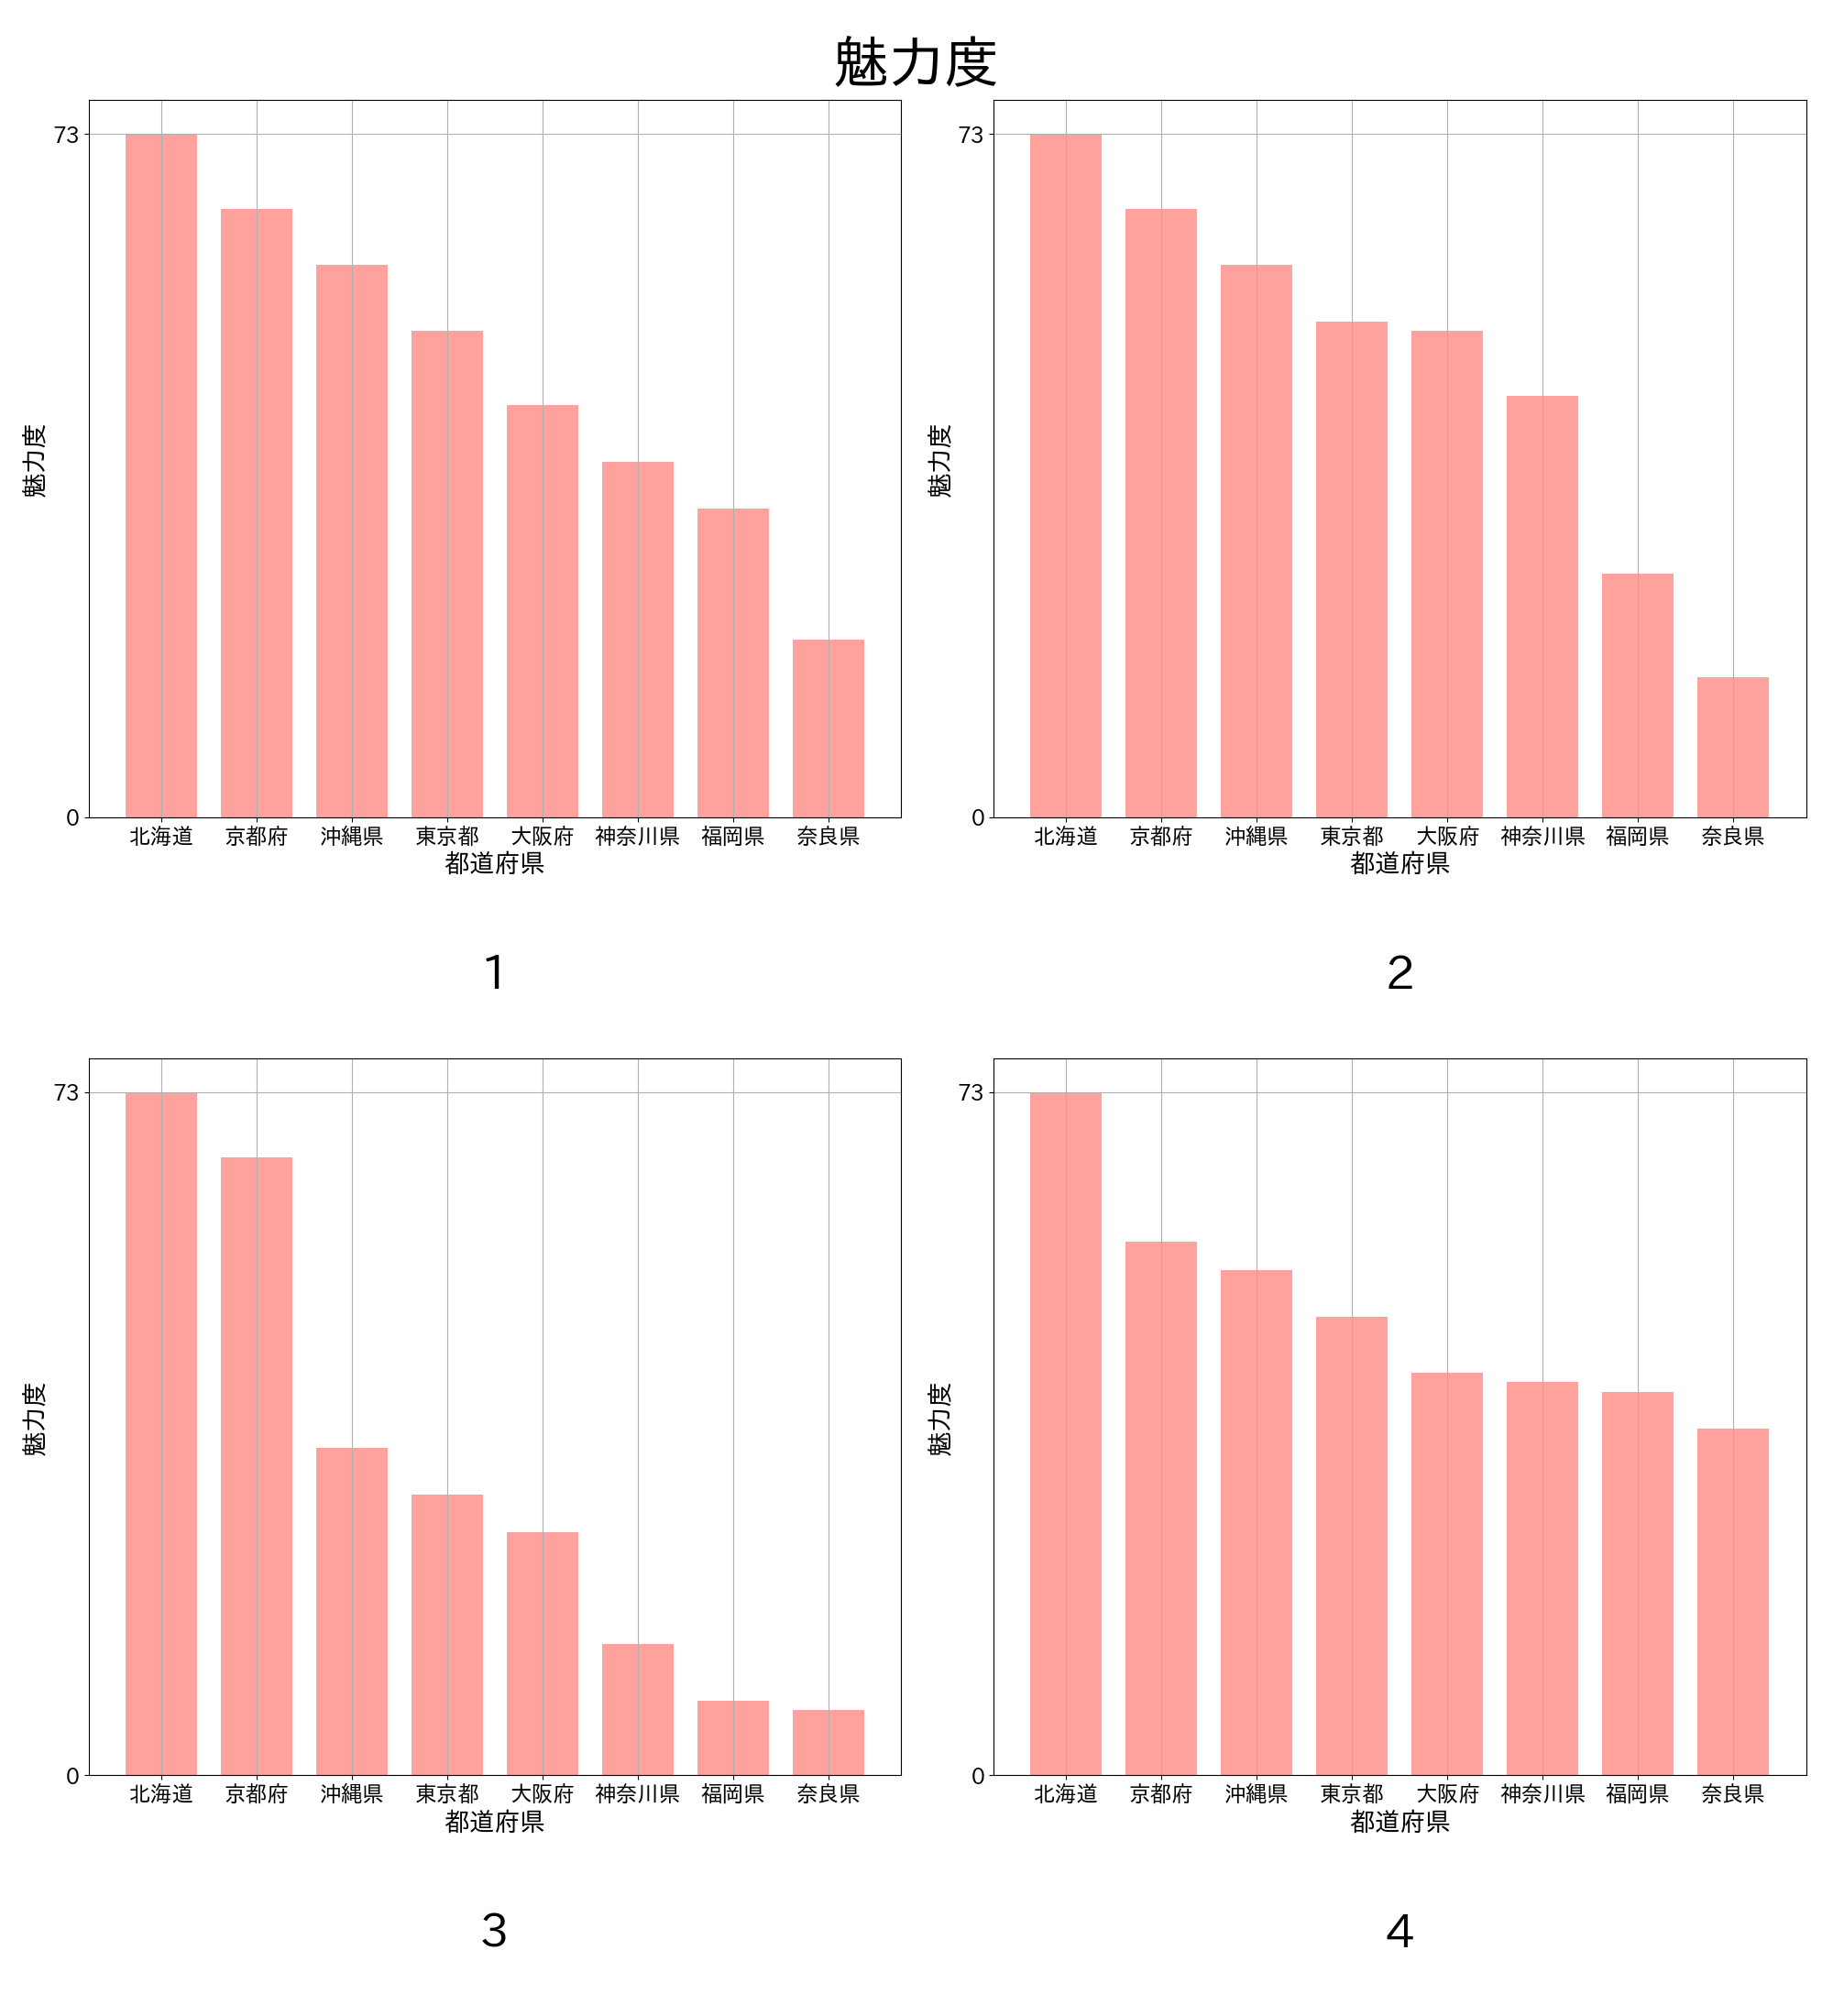 魅力度
73
0
魅力度
北海道 京都府 沖縄県 東京都 大阪府 神奈川県 福岡県 奈良県
都道府県
1
73
0
魅力度
北海道 京都府 沖縄県 東京都 大阪府 神奈川県 福岡県 奈良県
都道府県
2
73
0
魅力度
北海道 京都府 沖縄県 東京都 大阪府 神奈川県 福岡県 奈良県
都道府県
3
73
0
魅力度
北海道 京都府 沖縄県 東京都 大阪府 神奈川県 福岡県 奈良県
都道府県
4